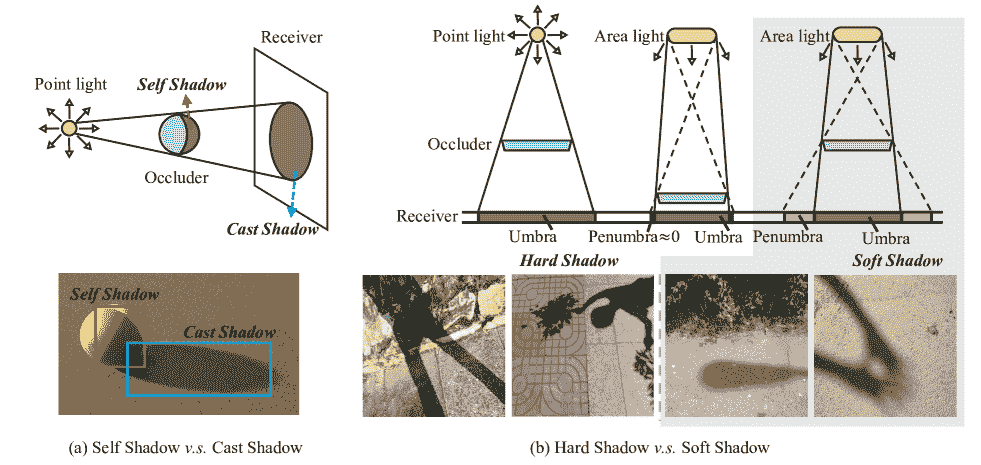 Receiver
Self Shadow
Point light
Occluder
Cast Shadow
Self Shadow
Cast Shadow
(a) Self Shadow v.s. Cast Shadow
Point light
Area light
Area light
Occluder
Receiver
Umbra
Penumbra≈0
Umbra
Penumbra
Umbra
Hard Shadow
Soft Shadow
(b) Hard Shadow v.s. Soft Shadow